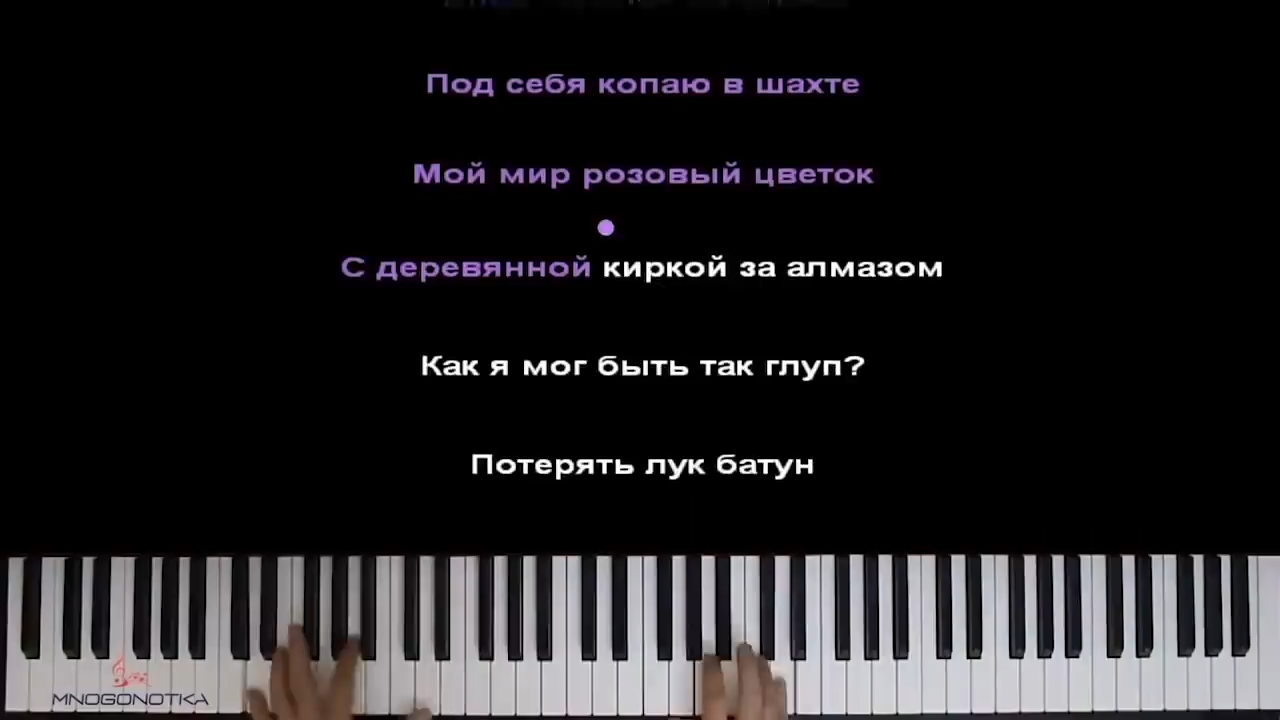 Под себя копаю в шахте
Мой мир розовый цветок
С деревянной киркой за алмазом
Как я мог быть так глуп?
Потерять лук батун
MNOGONOTKA